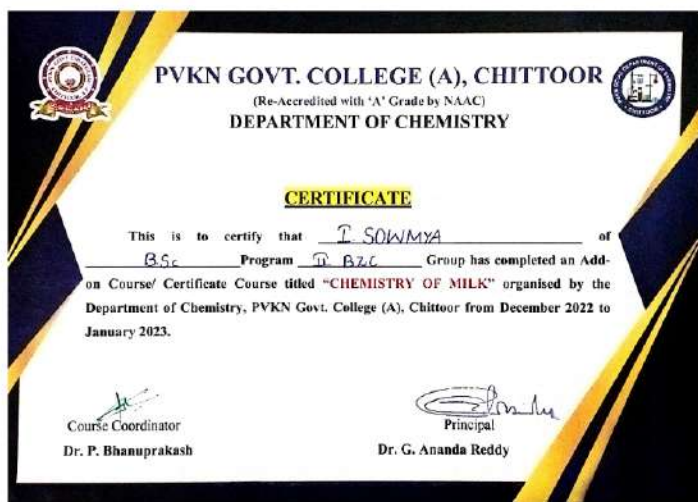 PVKN GOVT. COLLEGE (A), CHITTOOR
(Re-Accredited with ‘A’ Grade by NAAC)
DEPARTMENT OF CHEMISTRY
CERTIFICATE
This is to certify that I. SOWMYA of
BSc Program II BZC Group has completed an Add-
on Course/ Certificate Course titled “CHEMISTRY OF MILK” organised by the
Department of Chemistry, PVKN Govt. College (A), Chittoor from December 2022 to
January 2023.
Course Coordinator
Dr. P. Bhanuprakash
Principal
Dr. G. Ananda Reddy